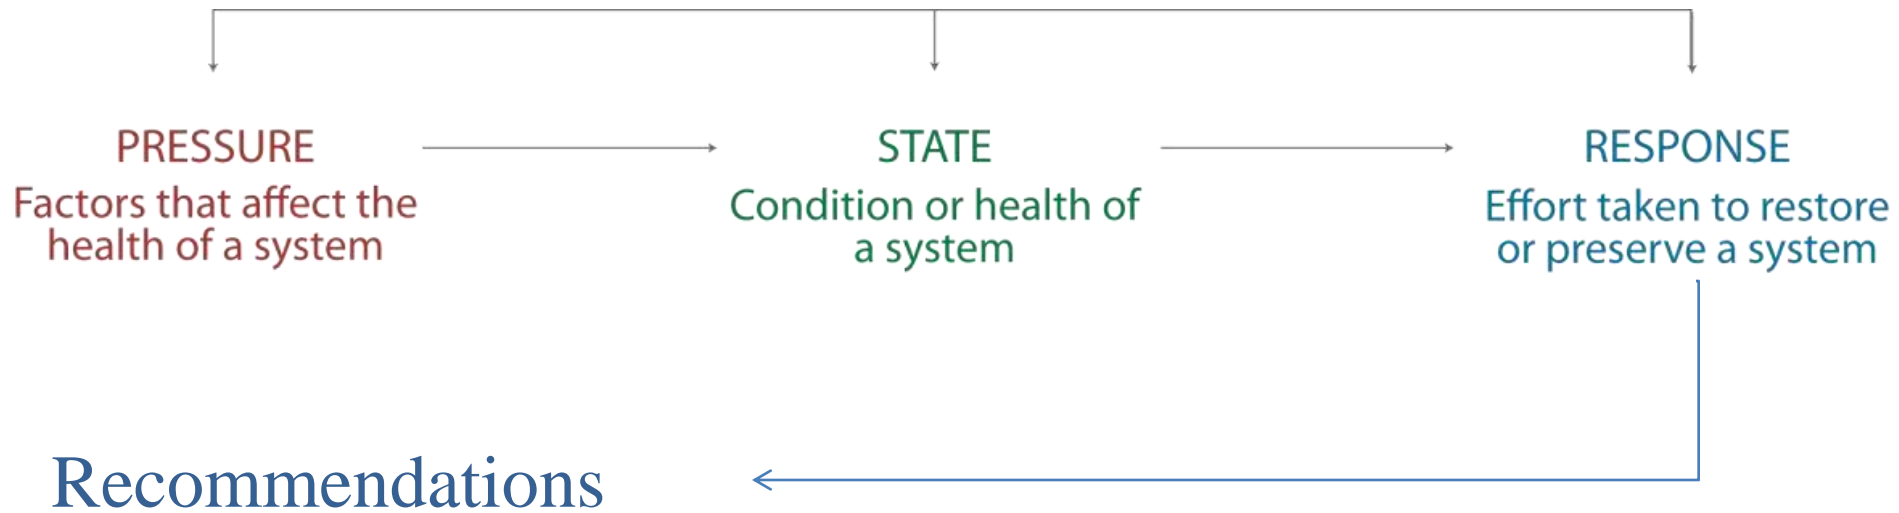 PRESSURE
Factors that affect the
health of a system
STATE
Condition or health of
a system
RESPONSE
Effort taken to restore
or preserve a system
Recommendations